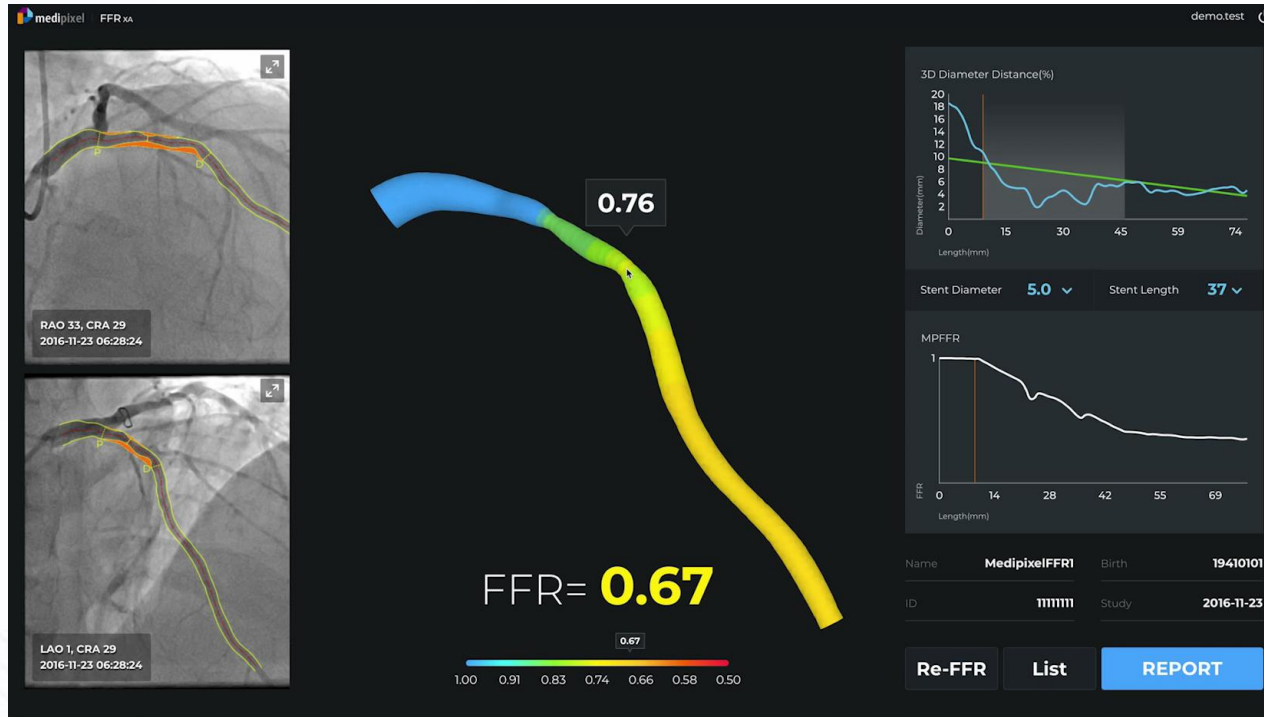 medipixel FFR XA
demo.test
P
D
RAO 33, CRA 29
2016-11-23 06:28:24
P
D
LAO 1, CRA 29
2016-11-23 06:28:24
0.76
FFR= 0.67
0.67
1.00 0.91 0.83 0.74 0.66 0.58 0.50
3D Diameter Distance(%)
20
18
16
14
12
10
8
6
4
2
Diameter(mm)
0 15 30 45 59 74
Length(mm)
Stent Diameter 5.0 Stent Length 37
MPFFR
1
FFR
0 14 28 42 55 69
Length(mm)
Name MedipixelFFR1 Birth 19410101
ID 11111111 Study 2016-11-23
Re-FFR List REPORT